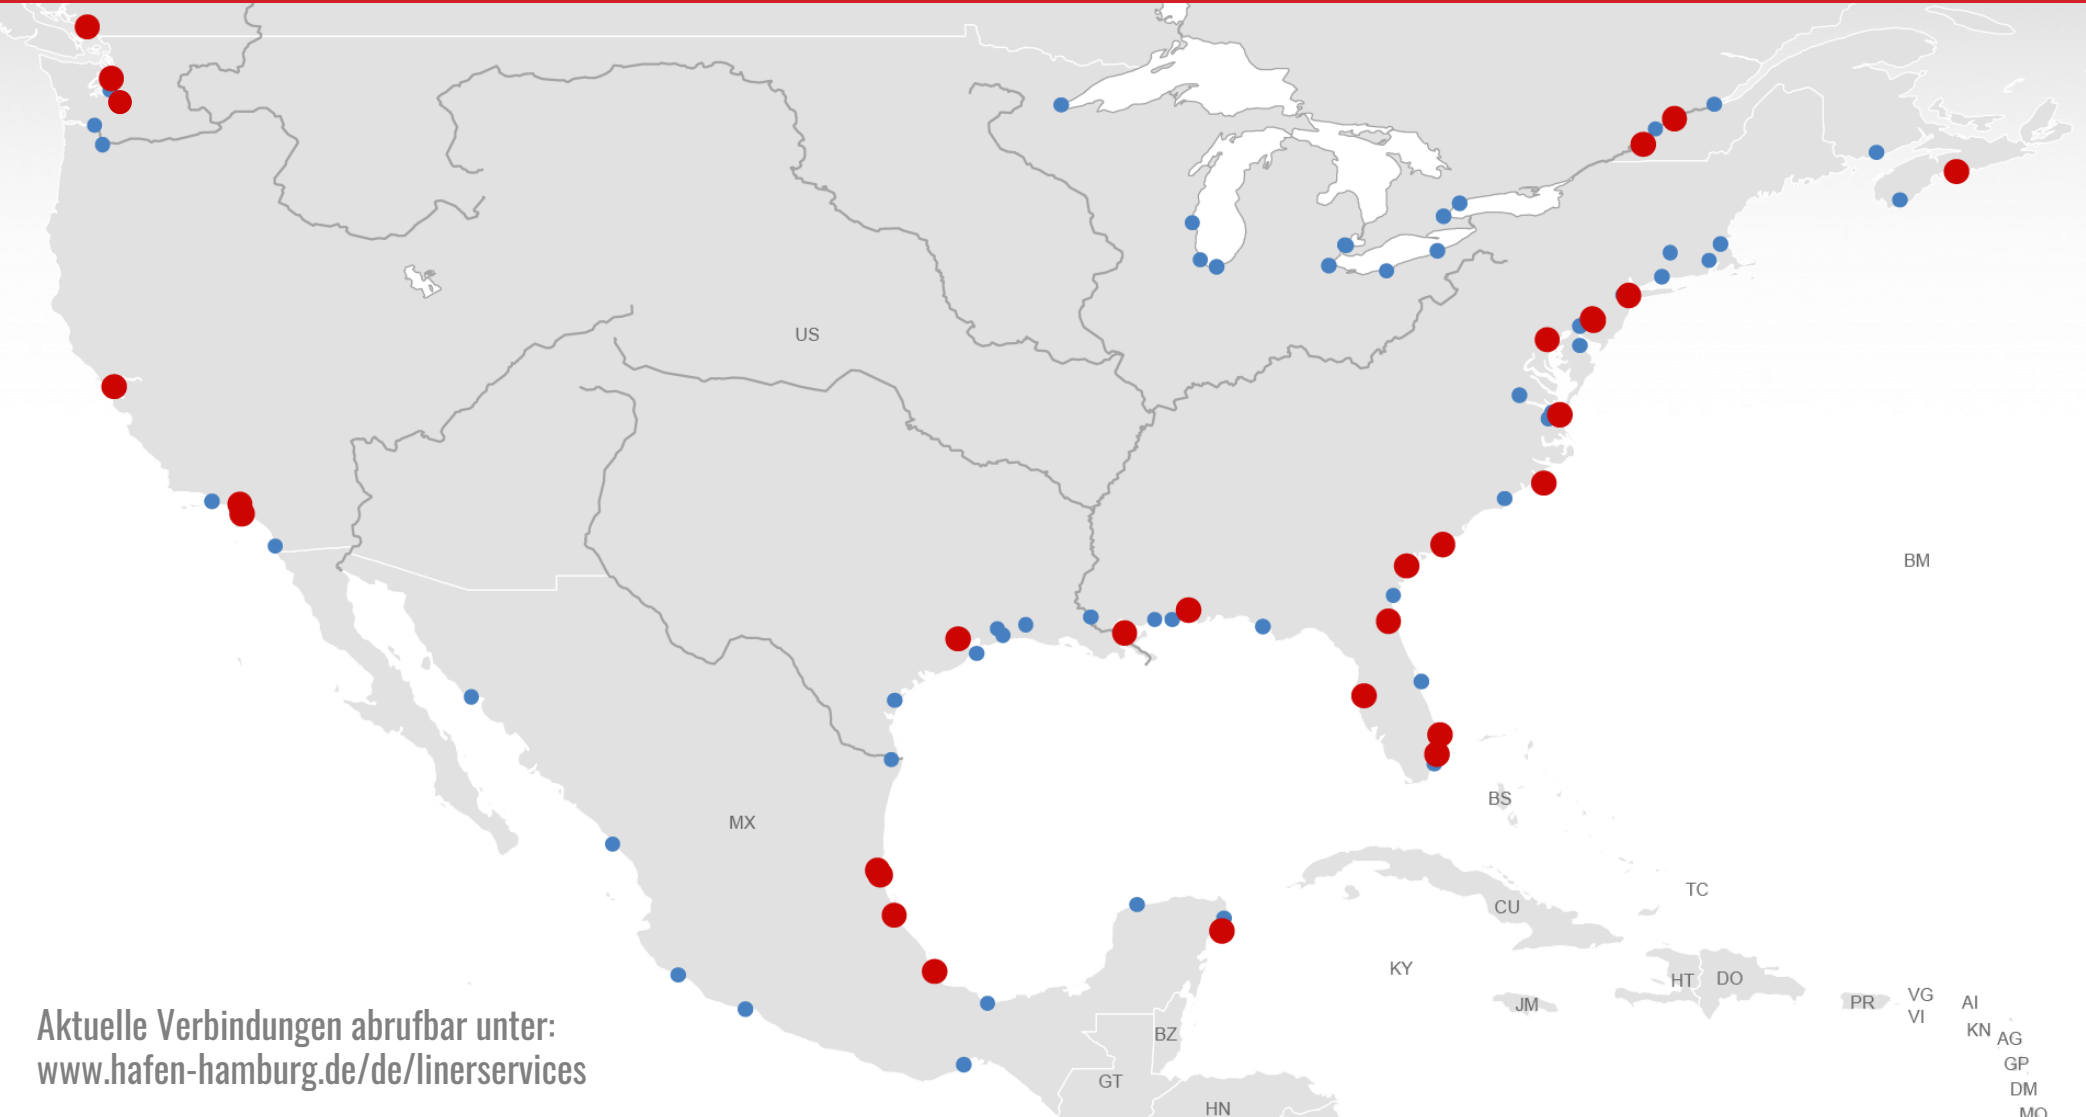 US
BM
BS
MX
TC
CU
KY
HT
DO
JM
PR
VG
AI
VI
KN
AG
BZ
GP
GT
DM
HN
MQ
Aktuelle Verbindungen abrufbar unter:
www.hafen-hamburg.de/de/linerservices